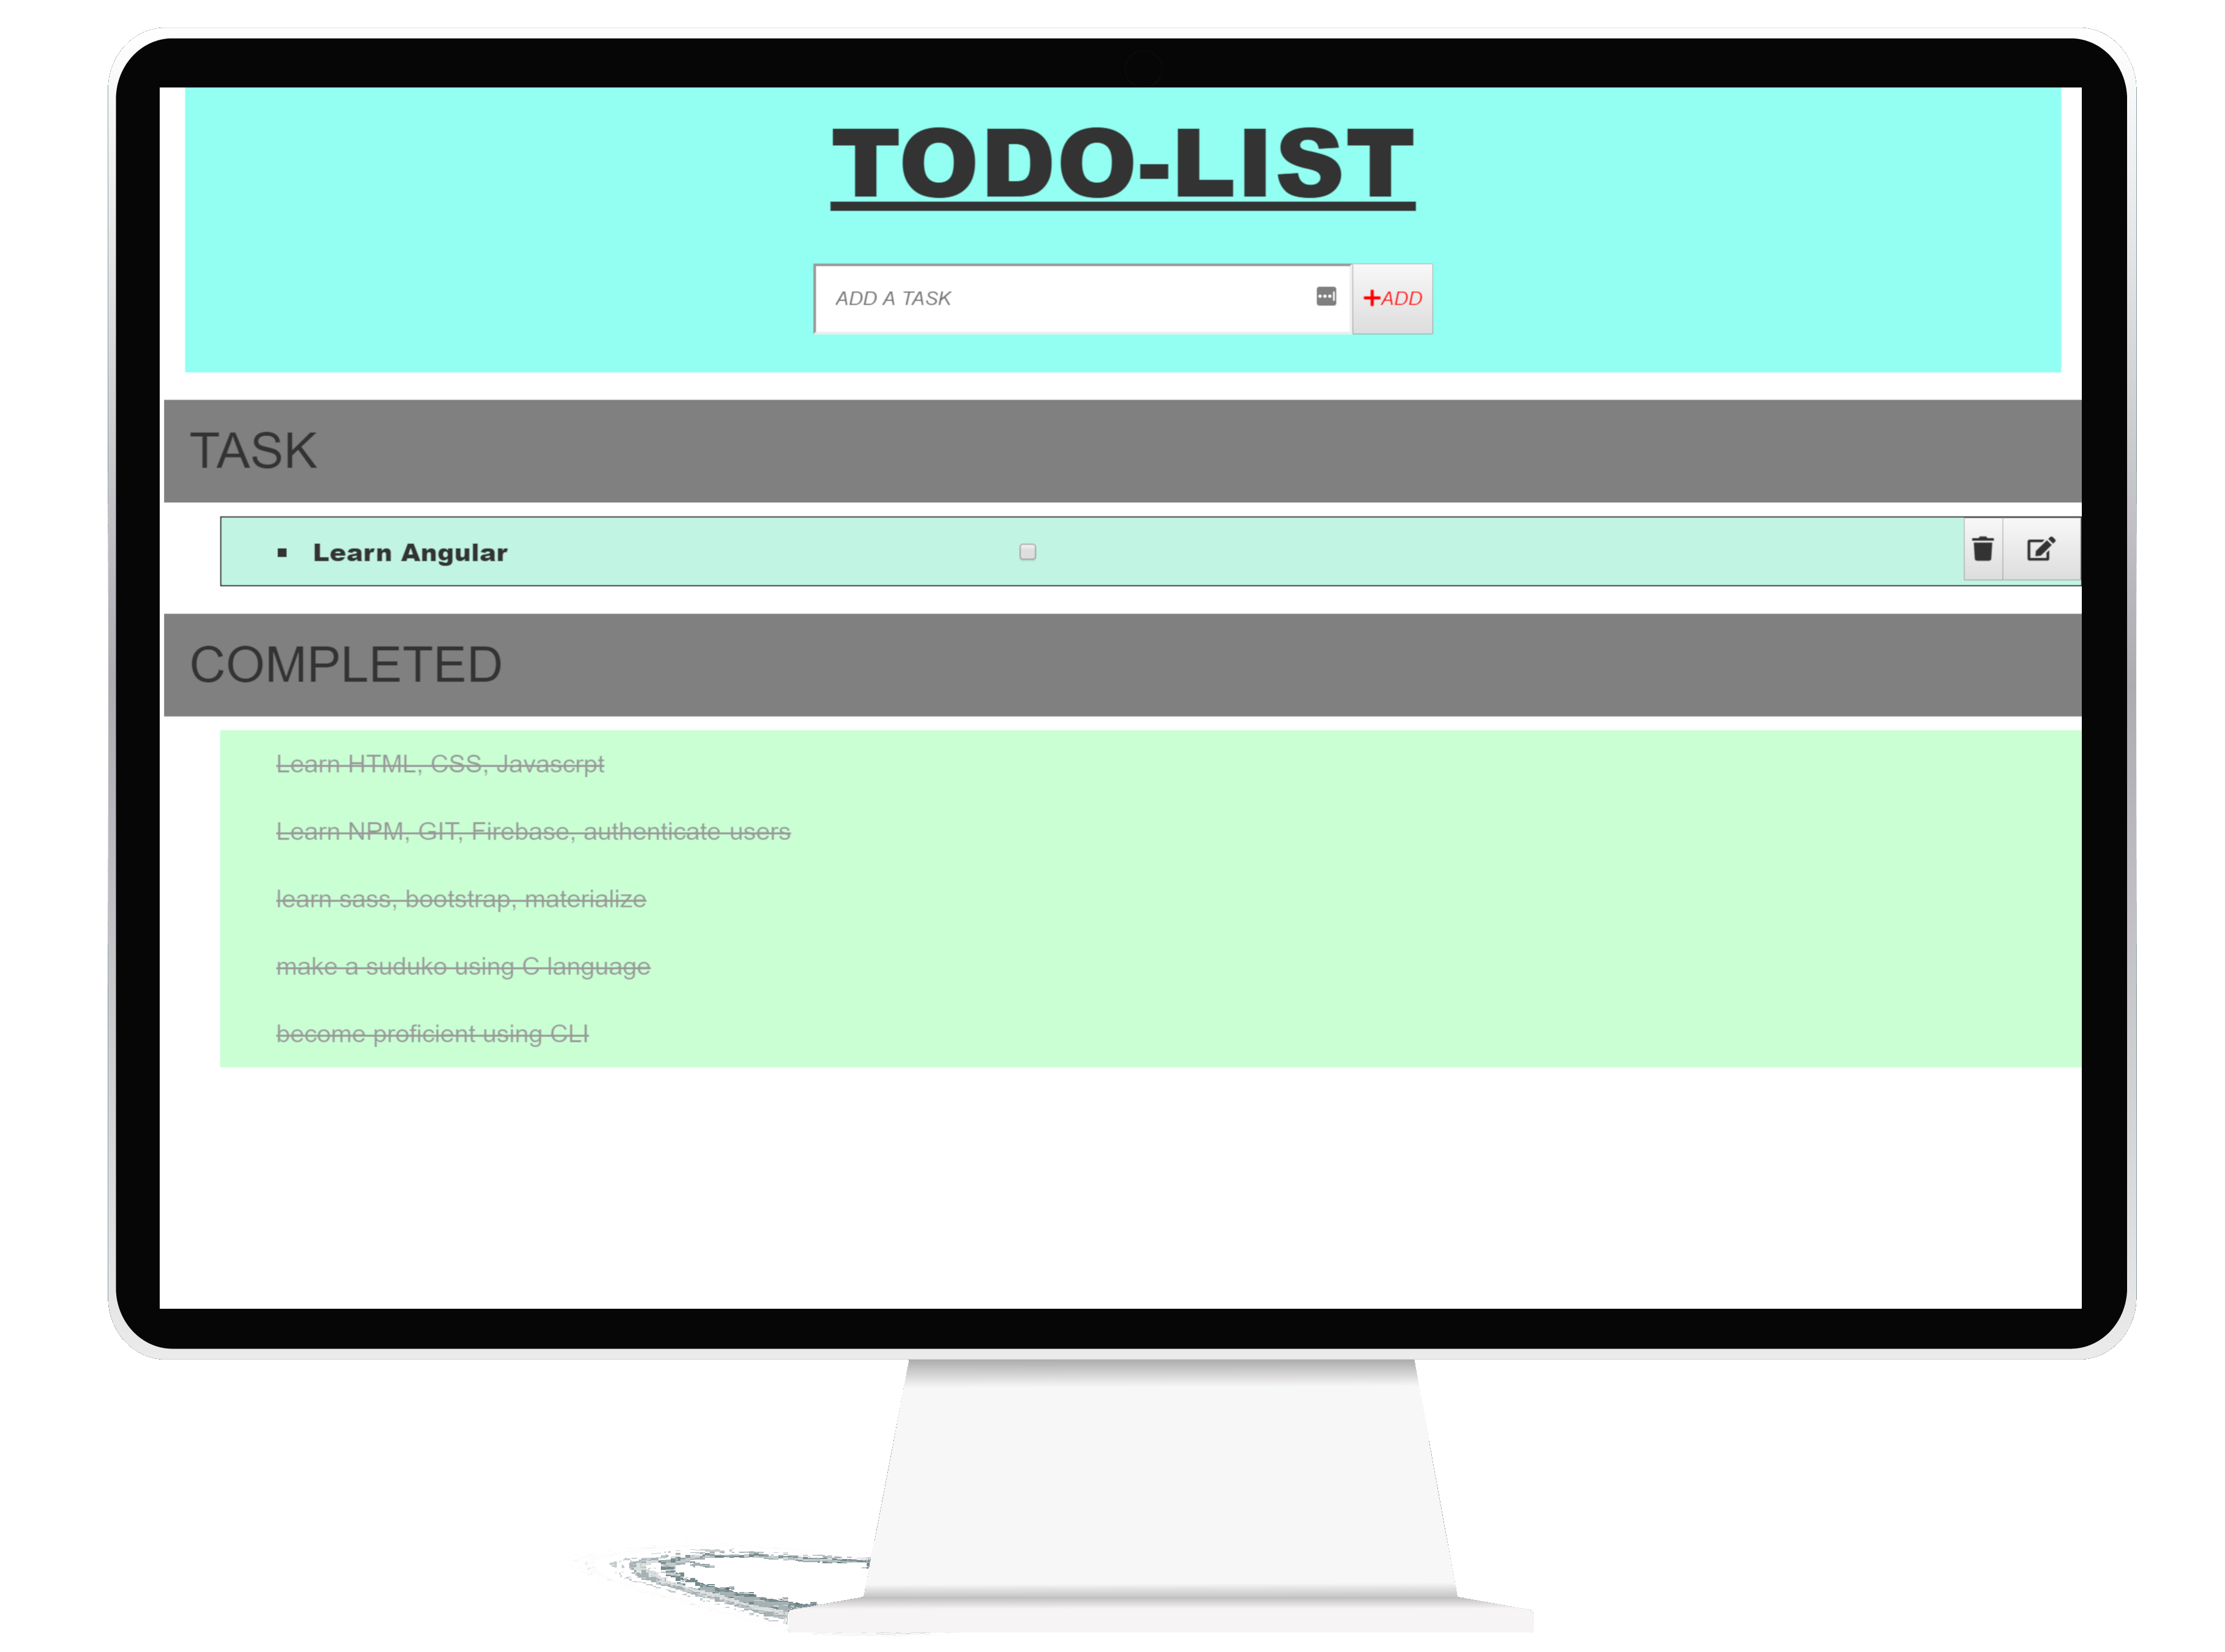 TODO-LIST
ADD A TASK
+ADD
TASK
Learn Angular
COMPLETED
Learn HTML, CSS, Javascrpt
Learn NPM, GIT, Firebase, authenticate users
learn sass, bootstrap, materialize
make a suduko using C language
become proficient using CLI